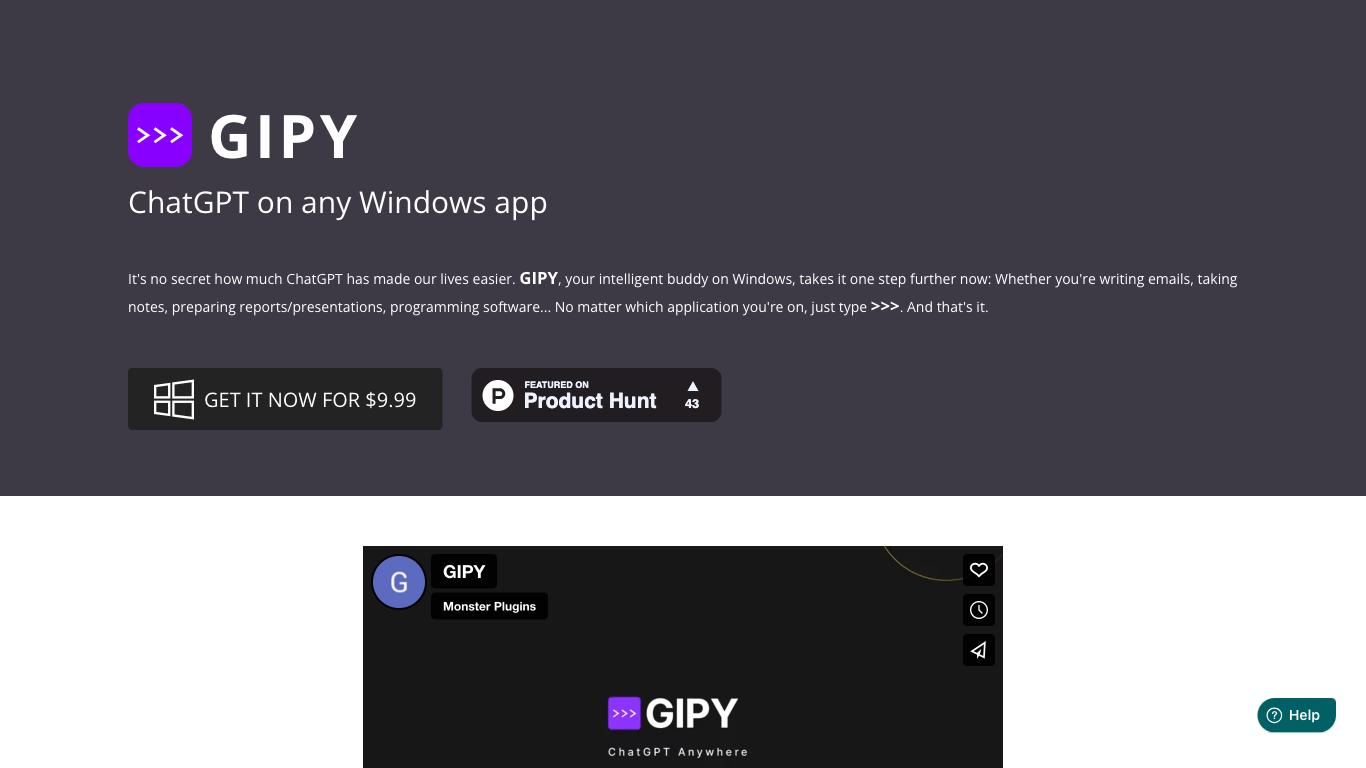 >>> GIPY
ChatGPT on any Windows app
It's no secret how much ChatGPT has made our lives easier. GIPY, your intelligent buddy on Windows, takes it one step further now: Whether you're writing emails, taking
notes, preparing reports/presentations, programming software... No matter which application you're on, just type >>>. And that's it.
GET IT NOW FOR $9.99
P
FEATURED ON
Product Hunt
▲
43
G
GIPY
Monster Plugins
>>> GIPY
ChatGPT Anywhere
? Help